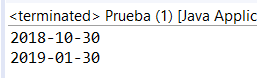 <terminated> Prueba (1) [Java Applic
2018-10-30
2019-01-30